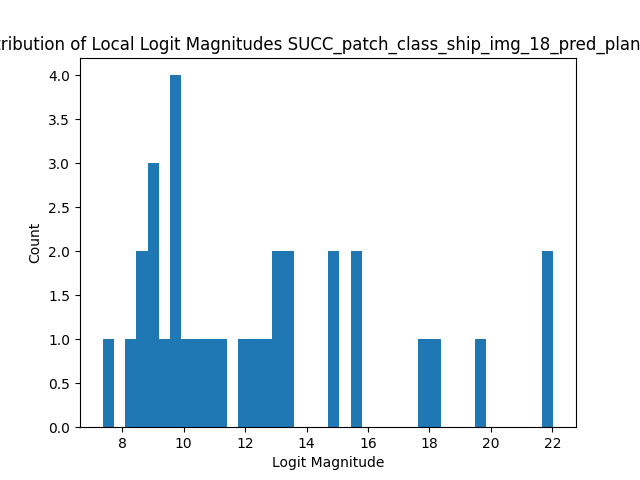 tribution of Local Logit Magnitudes SUCC_patch_class_ship_img_18_pred_plan
4.0
3.5
3.0
2.5
2.0
1.5
1.0
0.5
0.0
Count
8 10 12 14 16 18 20 22
Logit Magnitude